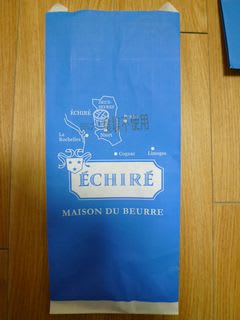 DEUX-
SÈVRES
ÉCHIRÉ
Niort
La
Rochelle
Cognac
Limoges
ÉCHIRÉ
MAISON DU BEURRE